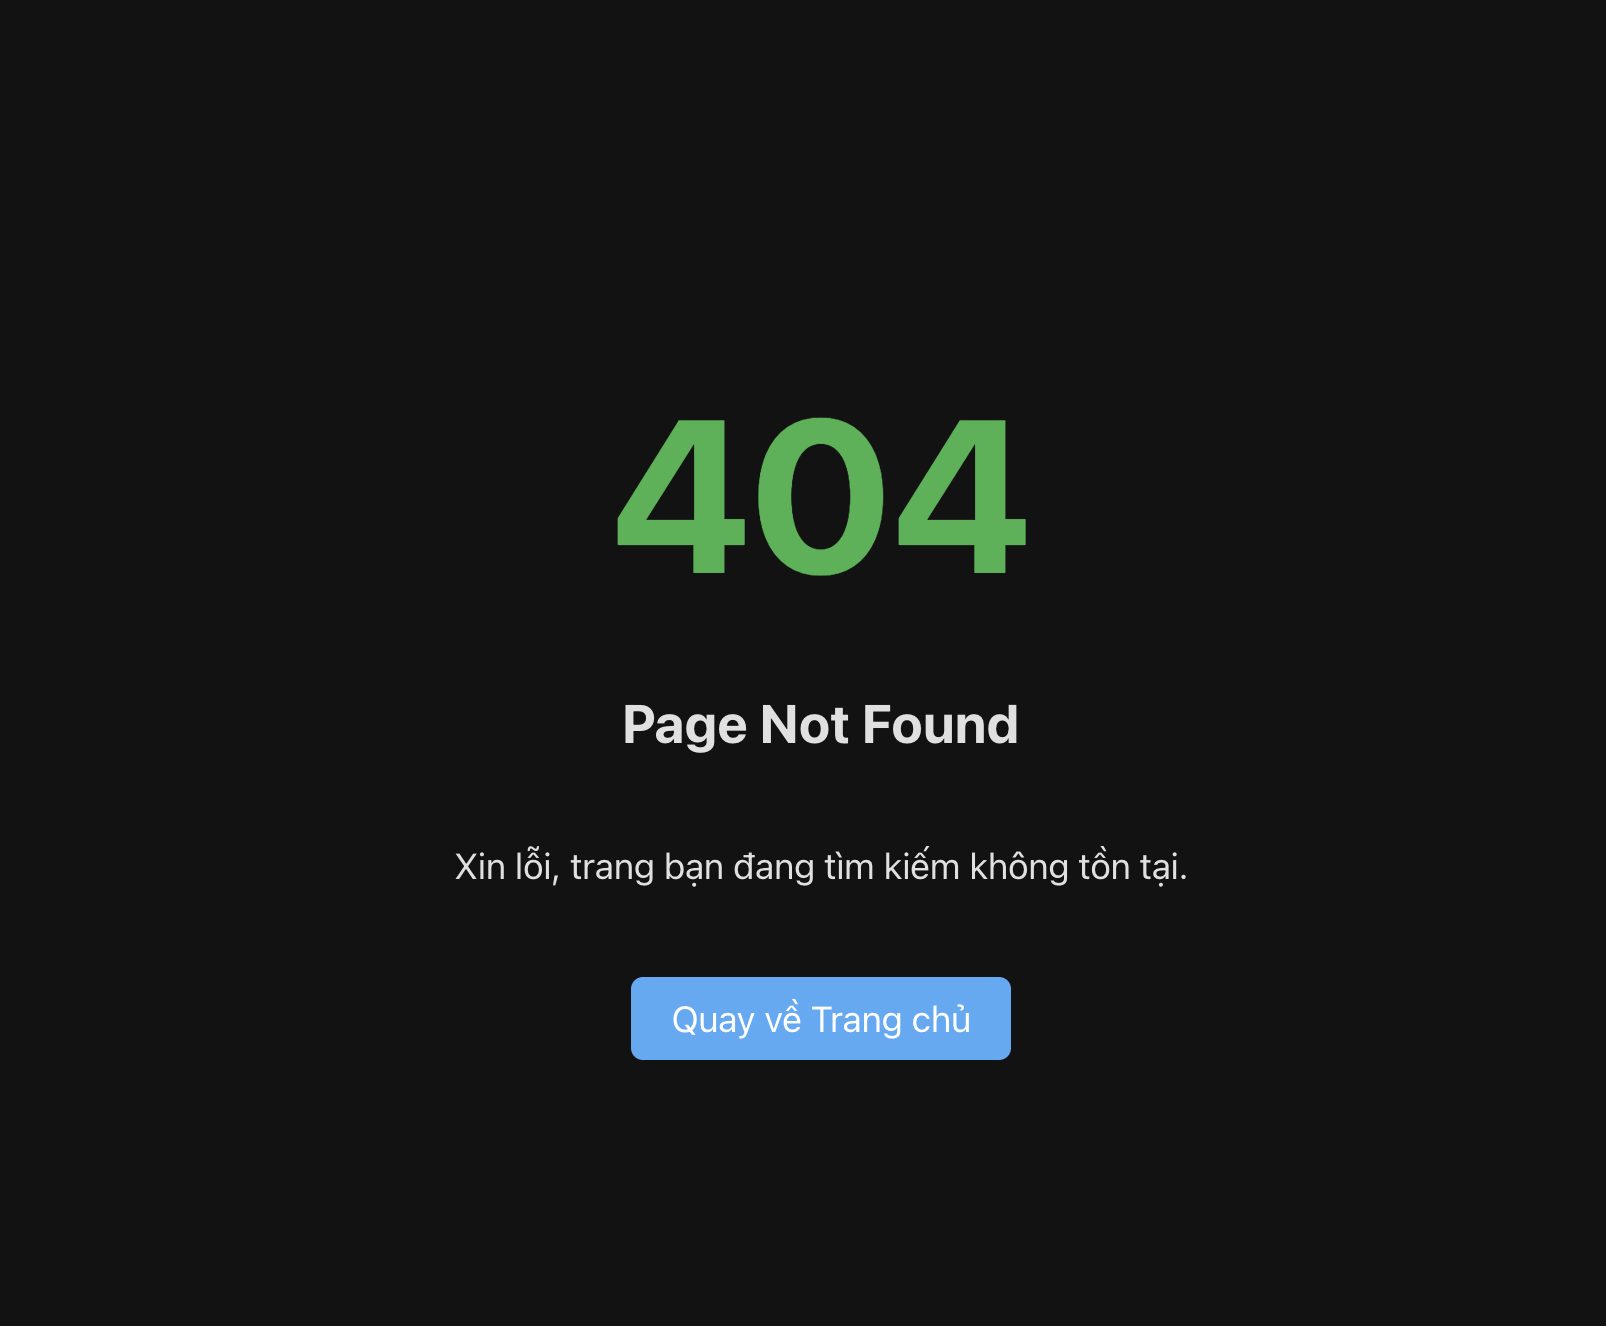 404
Page Not Found
Xin lỗi, trang bạn đang tìm kiếm không tồn tại.
Quay về Trang chủ